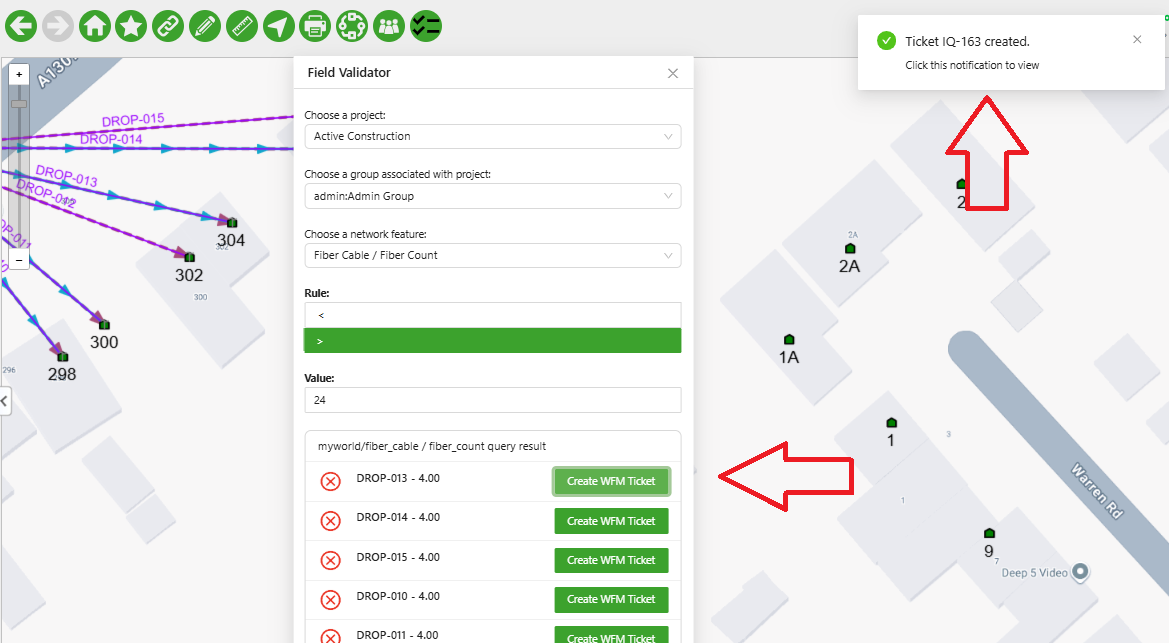 Ticket IQ-163 created.
Click this notification to view
+
−
Field Validator
Choose a project:
Active Construction
Choose a group associated with project:
admin:Admin Group
Choose a network feature:
Fiber Cable / Fiber Count
Rule:
<
>
Value:
24
myworld/fiber_cable / fiber_count query result
DROP-013 - 4.00
Create WFM Ticket
DROP-014 - 4.00
Create WFM Ticket
DROP-015 - 4.00
Create WFM Ticket
DROP-010 - 4.00
Create WFM Ticket
DROP-011 - 4.00
Create WFM Ticket
DROP-015
DROP-014
DROP-013
DROP-012
304
302
302
300
300
298
296
2
2A
2A
1A
1
3
1
9
7
Warren Rd
Deep 5 Video